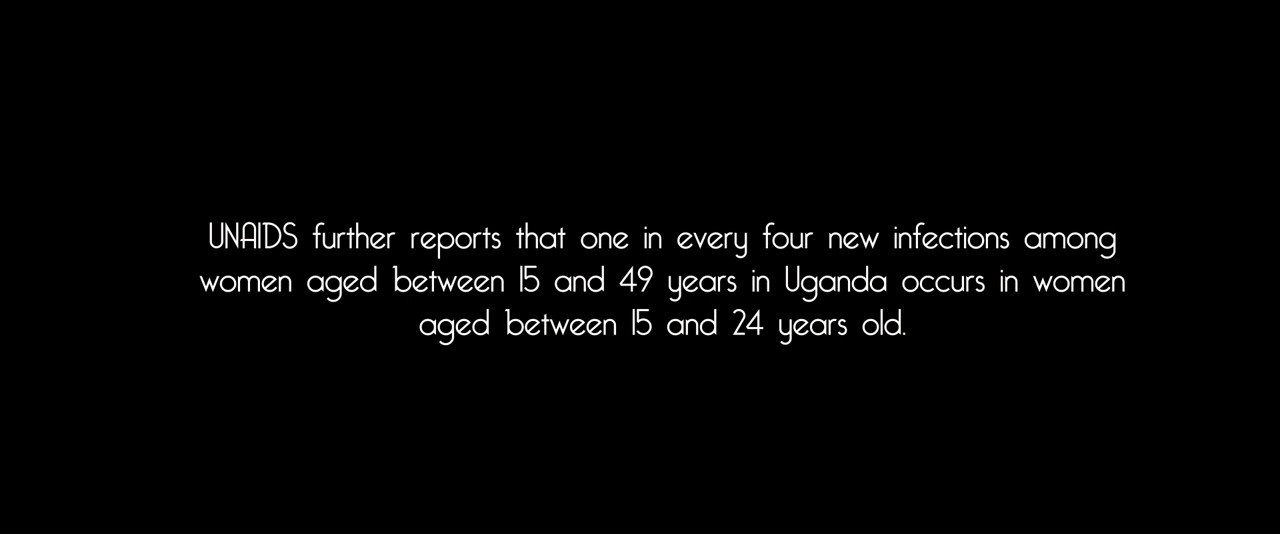 UNAIDS further reports that one in every four new infections among
women aged between 15 and 49 years in Uganda occurs in women
aged between 15 and 24 years old.